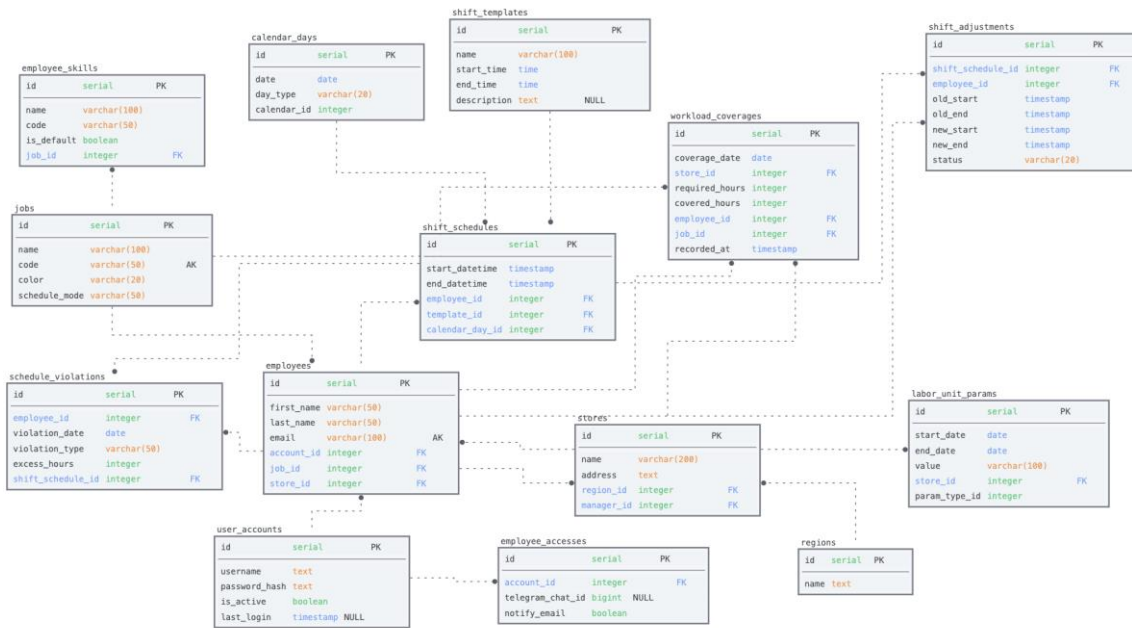 shift_templates
id serial PK
name varchar(100)
start_time time
end_time time
description text NULL
calendar_days
id serial PK
date date
day_type varchar(20)
calendar_id integer
shift_adjustments
id serial PK
shift_schedule_id integer FK
employee_id integer FK
old_start timestamp
old_end timestamp
new_start timestamp
new_end timestamp
status varchar(20)
employee_skills
id serial PK
name varchar(100)
code varchar(50)
is_default boolean
job_id integer FK
workload_coverages
id serial PK
coverage_date date
store_id integer FK
required_hours integer
covered_hours integer
employee_id integer FK
job_id integer FK
recorded_at timestamp
jobs
id serial PK
name varchar(100)
code varchar(50) AK
color varchar(20)
schedule_mode varchar(50)
shift_schedules
id serial PK
start_datetime timestamp
end_datetime timestamp
employee_id integer FK
template_id integer FK
calendar_day_id integer FK
schedule_violations
id serial PK
employee_id integer FK
violation_date date
violation_type varchar(50)
excess_hours integer
shift_schedule_id integer FK
employees
id serial PK
first_name varchar(50)
last_name varchar(50)
email varchar(100) AK
account_id integer FK
job_id integer FK
store_id integer FK
stores
id serial PK
name varchar(200)
address text
region_id integer FK
manager_id integer FK
labor_unit_params
id serial PK
start_date date
end_date date
value varchar(100)
store_id integer FK
param_type_id integer
user_accounts
id serial PK
username text
password_hash text
is_active boolean
last_login timestamp NULL
employee_accesses
id serial PK
account_id integer FK
telegram_chat_id bigint NULL
notify_email boolean
regions
id serial PK
name text